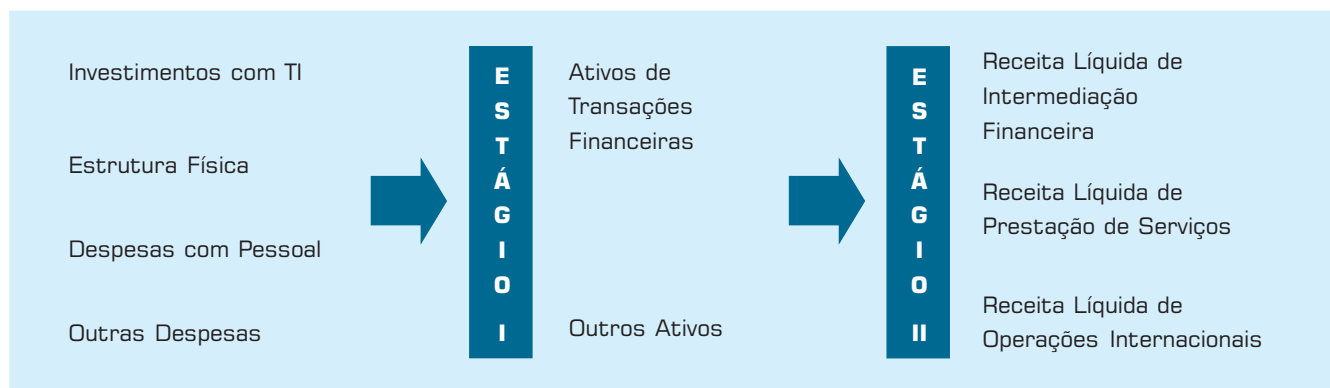 Investimentos com TI
Estrutura Física
Despesas com Pessoal
Outras Despesas
E
S
T
Á
G
I
O
I
Ativos de
Transações
Financeiras
Outros Ativos
E
S
T
Á
G
I
O
II
Receita Líquida de
Intermediação
Financeira
Receita Líquida de
Prestação de Serviços
Receita Líquida de
Operações Internacionais